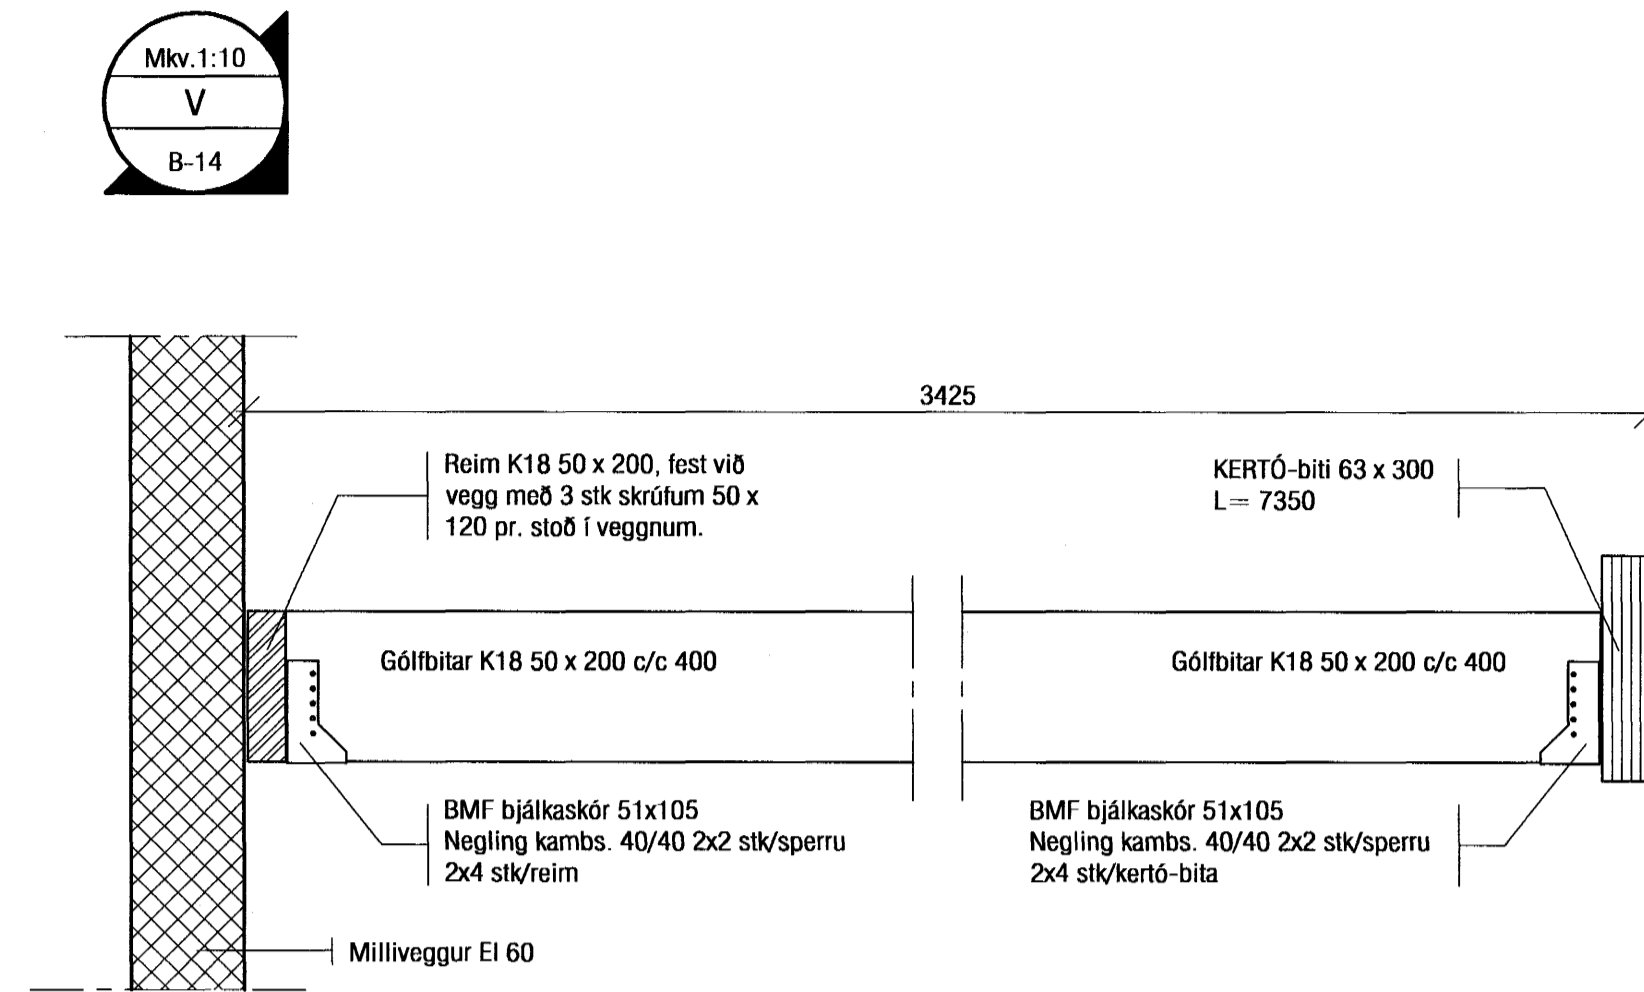 Mkv.1:10
V
B-14
3425
Reim K18 50 x 200, fest við
vegg með 3 stk skrúfum 50 x
120 pr. stoð í veggnum.
KERTÓ-biti 63 x 300
L= 7350
Gólfbitar K18 50 x 200 c/c 400
Gólfbitar K18 50 x 200 c/c 400
BMF bjálkaskór 51x105
Negling kambs. 40/40 2x2 stk/sperru
2x4 stk/reim
BMF bjálkaskór 51x105
Negling kambs. 40/40 2x2 stk/sperru
2x4 stk/kertó-bita
Milliveggur EI 60